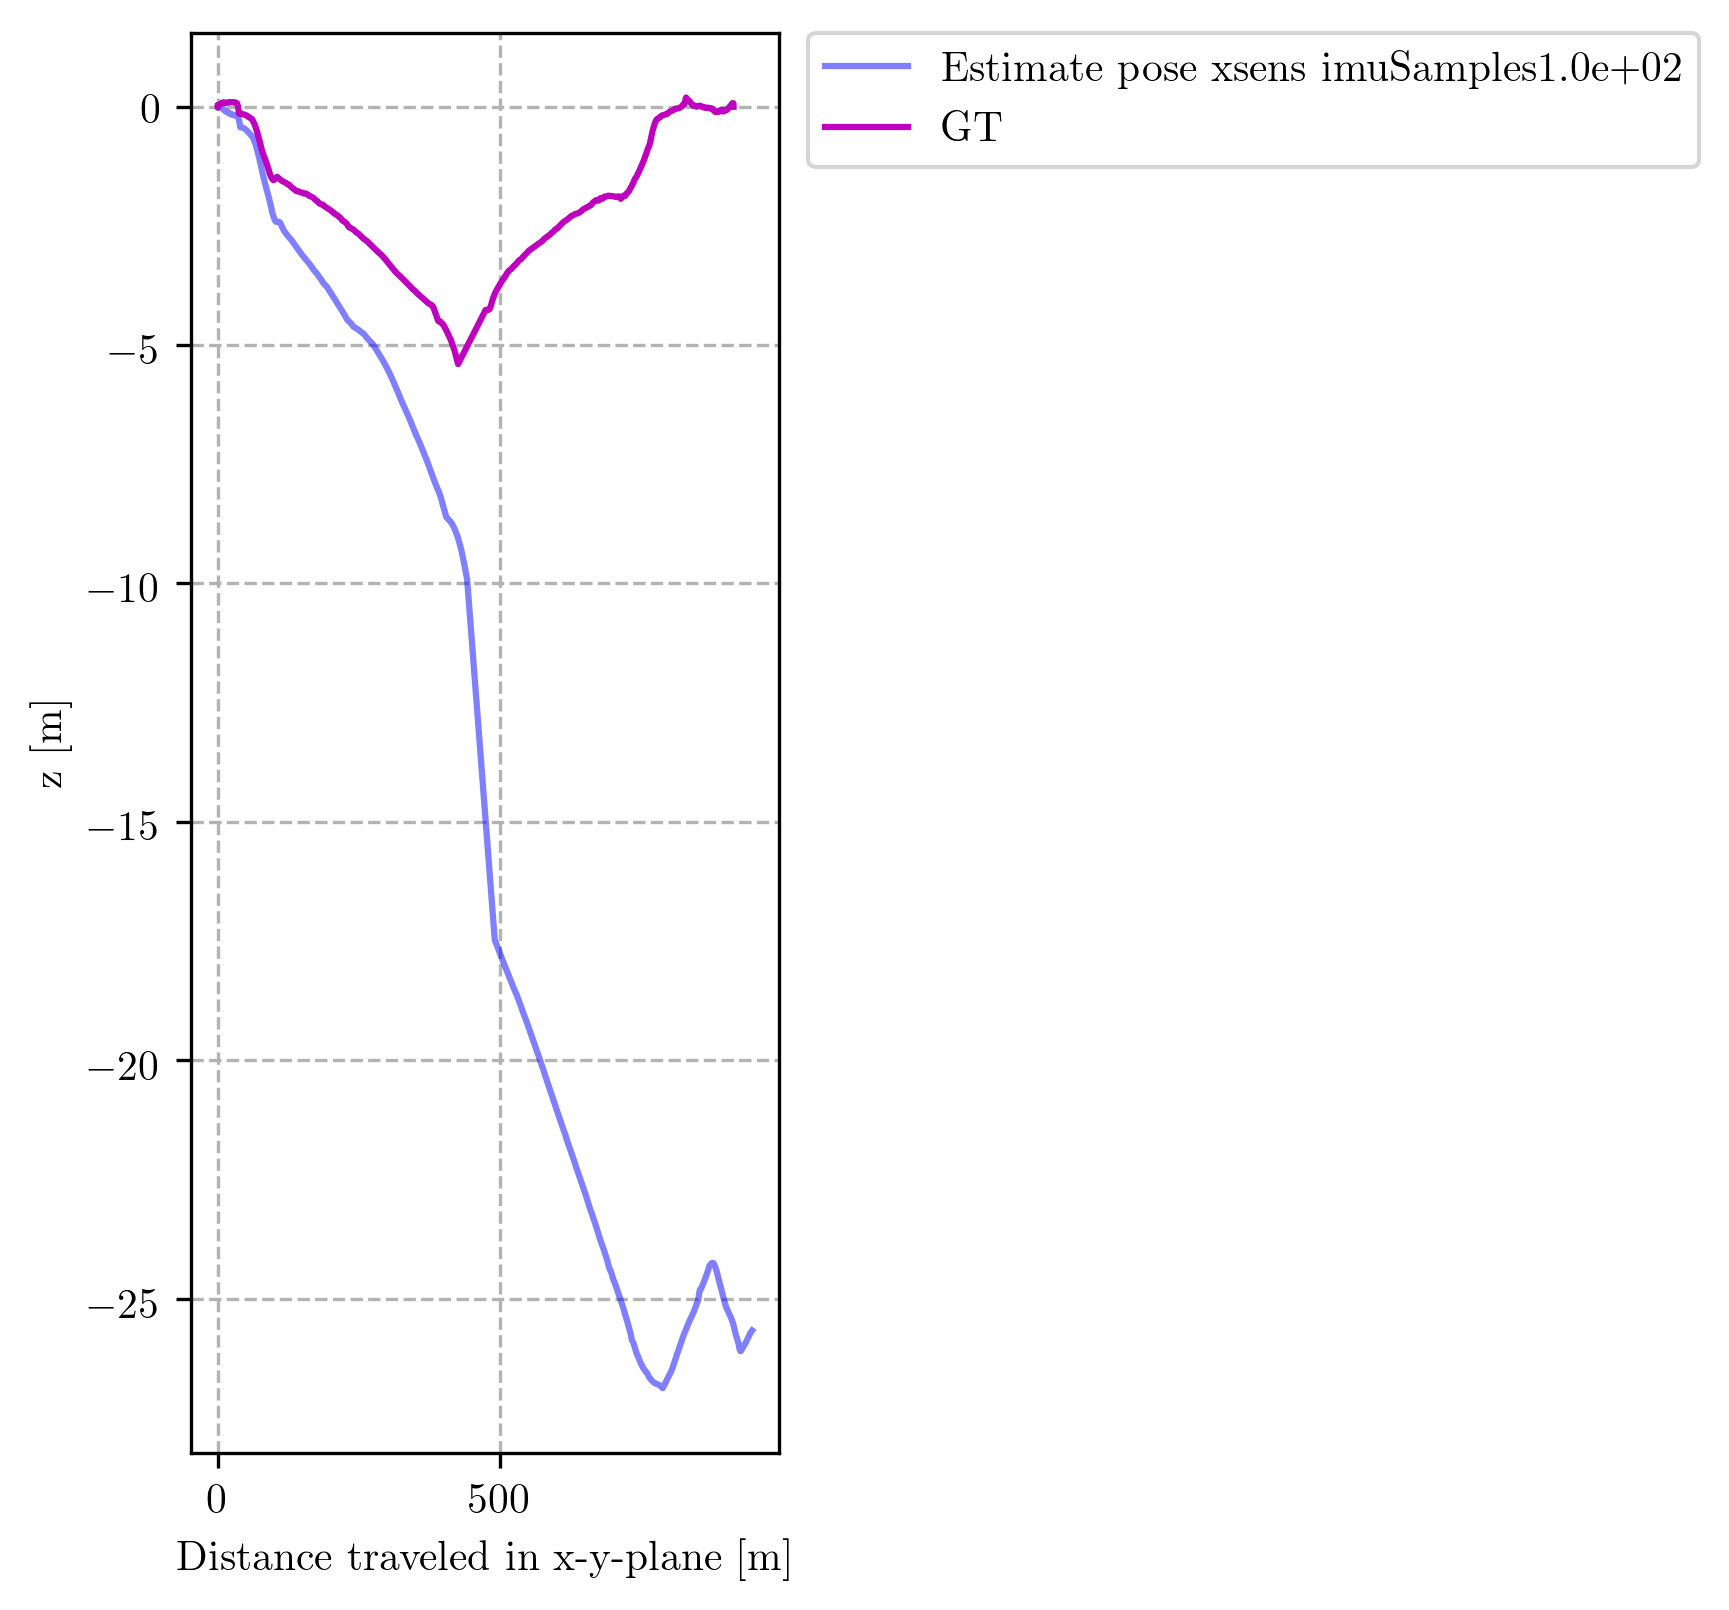 Estimate pose xsens imuSamples1.0e+02
GT
0
−5
−10
−15
−20
−25
z [m]
0 500
Distance traveled in x-y-plane [m]